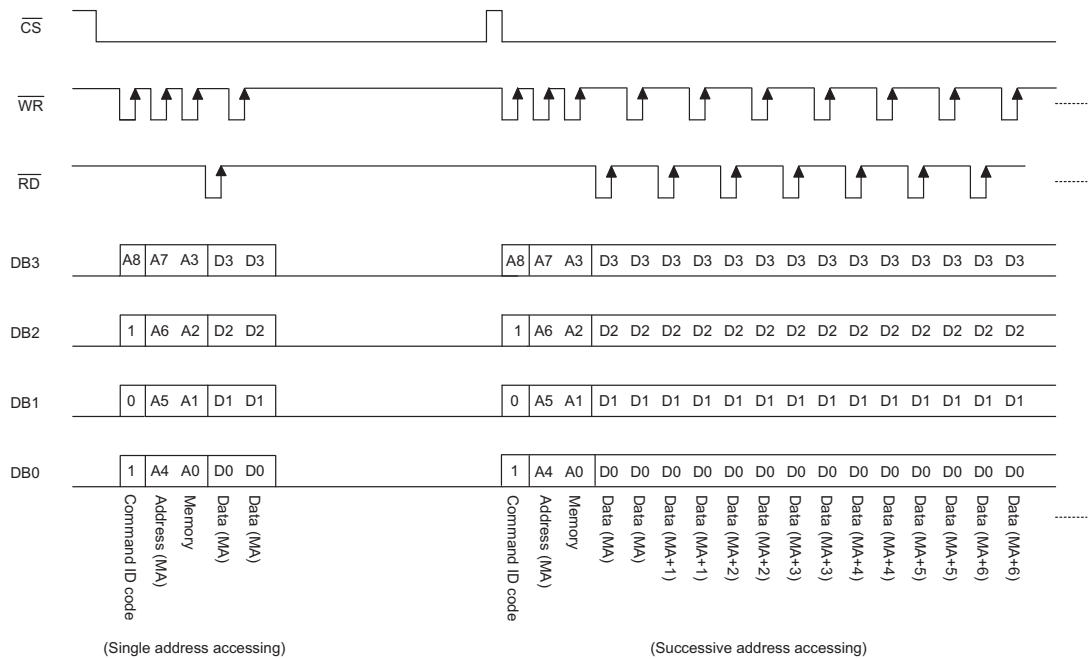 CS
WR
RD
DB3 A8 A7 A3 D3 D3 A8 A7 A3 D3 D3 D3 D3 D3 D3 D3 D3 D3 D3 D3 D3 D3 D3
DB2 1 A6 A2 D2 D2 1 A6 A2 D2 D2 D2 D2 D2 D2 D2 D2 D2 D2 D2 D2 D2 D2
DB1 0 A5 A1 D1 D1 0 A5 A1 D1 D1 D1 D1 D1 D1 D1 D1 D1 D1 D1 D1 D1 D1
DB0 1 A4 A0 D0 D0 1 A4 A0 D0 D0 D0 D0 D0 D0 D0 D0 D0 D0 D0 D0 D0 D0
Command ID code
Address (MA)
Memory
Data (MA)
Data (MA)
Command ID code
Address (MA)
Memory
Data (MA)
Data (MA)
Data (MA+1)
Data (MA+1)
Data (MA+2)
Data (MA+2)
Data (MA+3)
Data (MA+3)
Data (MA+4)
Data (MA+4)
Data (MA+5)
Data (MA+5)
Data (MA+6)
Data (MA+6)
(Single address accessing)
(Successive address accessing)